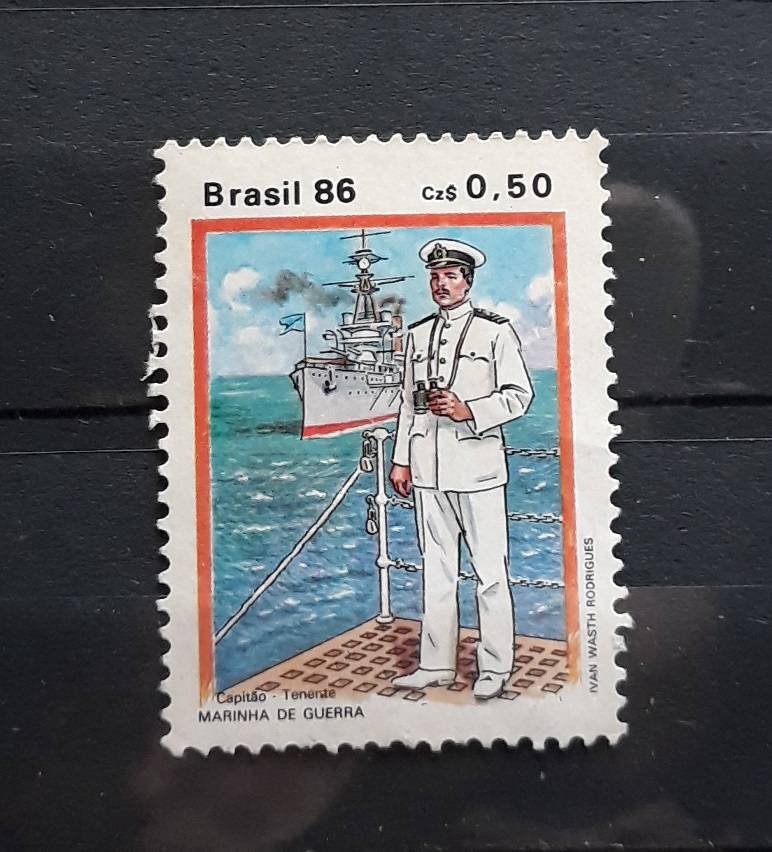 Brasil 86 Cz$ 0,50
Capitão - Tenente
MARINHA DE GUERRA
IVAN WASTH RODRIGUES